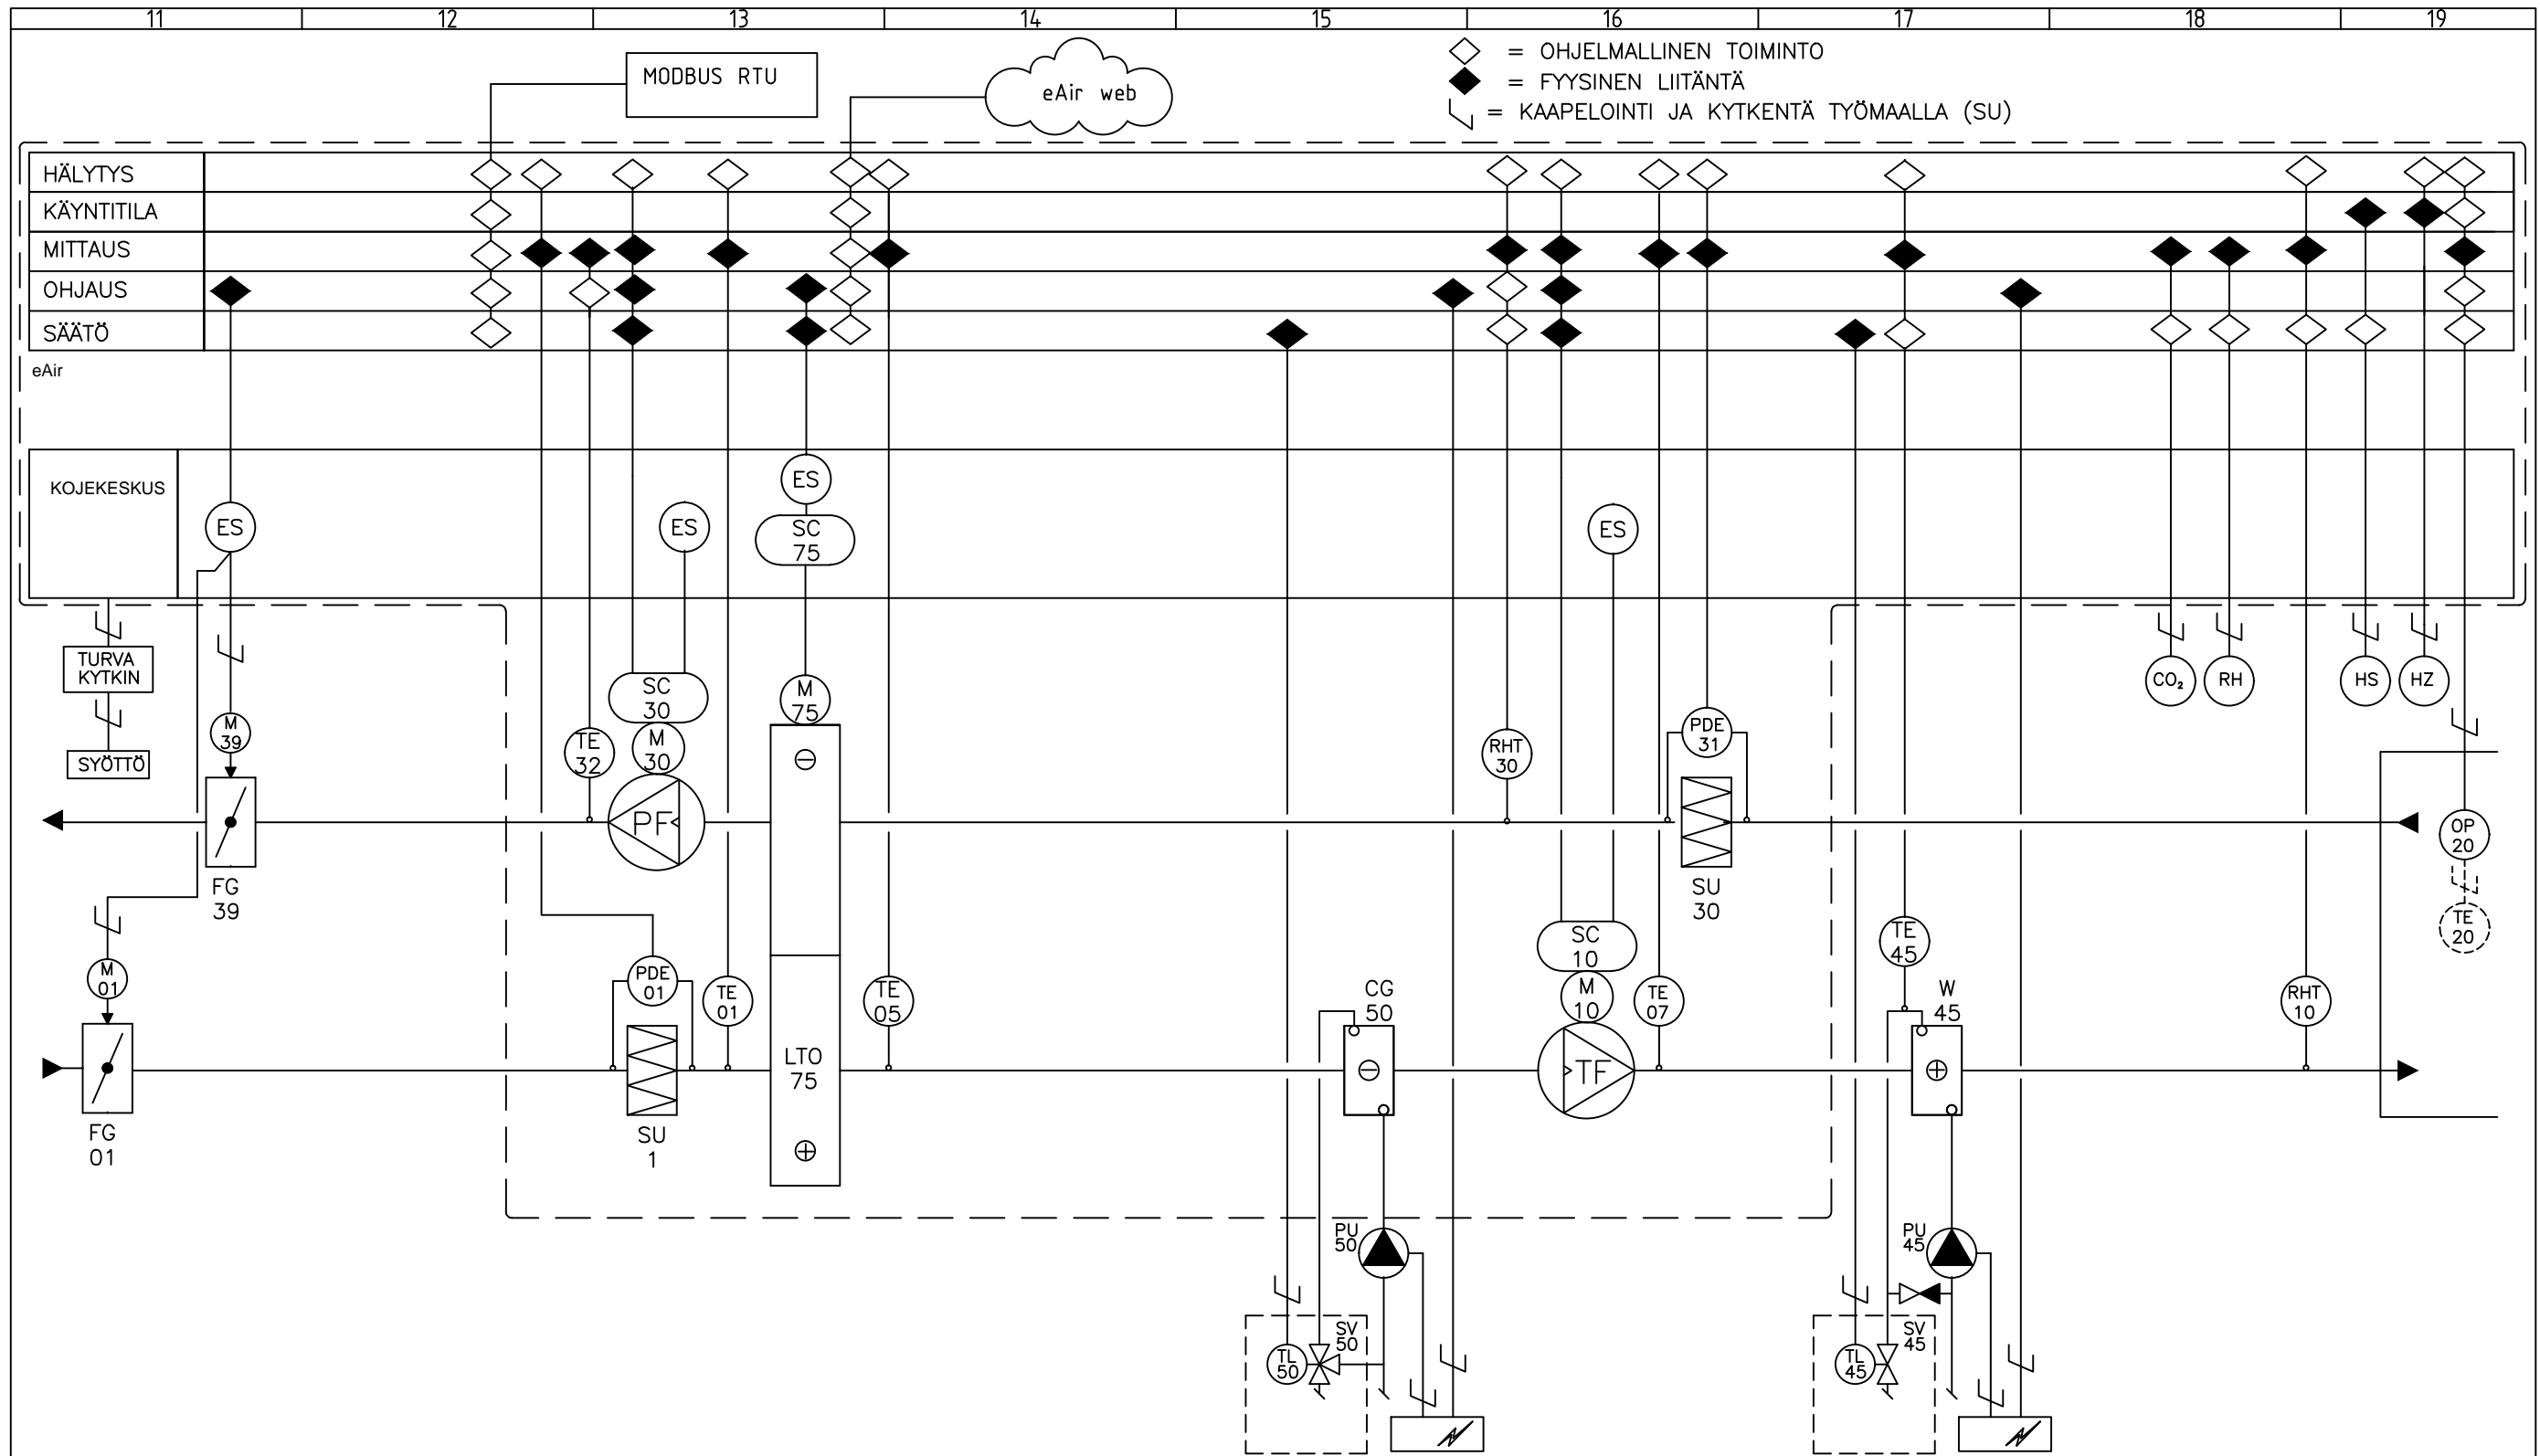 11 12 13 14 15 16 17 18 19
= OHJELMALLINEN TOIMINTO
MODBUS RTU
eAir web
= FYYSINEN LIITÄNTÄ
= KAAPELOINTI JA KYTKENTÄ TYÖMAALLA (SU)
HÄLYTYS
KÄYNTITILA
MITTAUS
OHJAUS
SÄÄTÖ
eAir
KOJEKESKUS
ES
ES
ES
SC
75
ES
TURVA
KYTKIN
SYÖTTÖ
M
39
TE
32
SC
30
M
30
M
75
RHT
30
PDE
31
CO₂
RH
HS
HZ
PF
OP
20
FG
39
SU
30
TE
20
M
01
PDE
01
TE
01
TE
05
CG
50
SC
10
M
10
TE
07
TE
45
W
45
RHT
10
LTO
75
TF
FG
01
SU
1
PU
50
PU
45
SV
50
TL
50
SV
45
TL
45